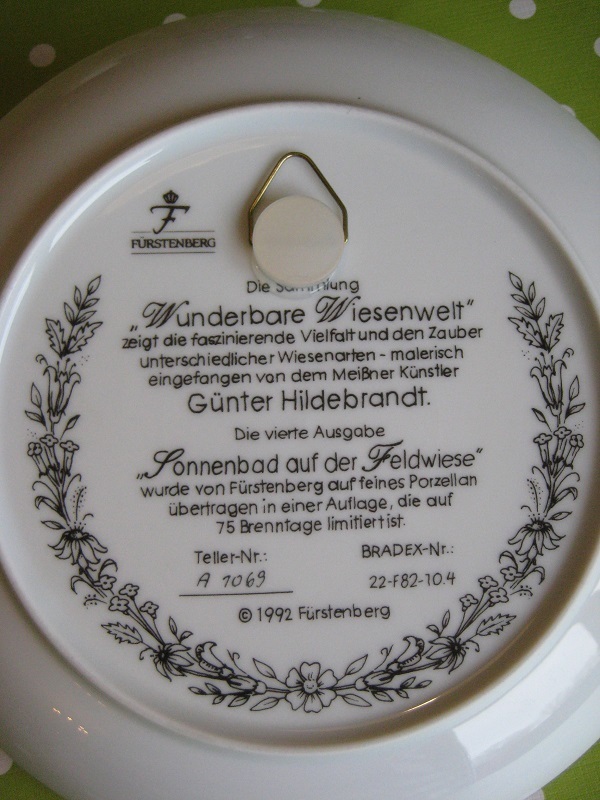 F
FÜRSTENBERG
Die Sammlung
„Wunderbare Wiesenwelt“
zeigt die faszinierende Vielfalt und den Zauber
unterschiedlicher Wiesenarten - malerisch
eingefangen von dem Meißner Künstler
Günter Hildebrandt.
Die vierte Ausgabe
„Sonnenbad auf der Feldwiese“
wurde von Fürstenberg auf feines Porzellan
übertragen in einer Auflage, die auf
75 Brenntage limitiert ist.
Teller-Nr.: BRADEX-Nr.:
A 1069 22-F82-10.4
© 1992 Fürstenberg